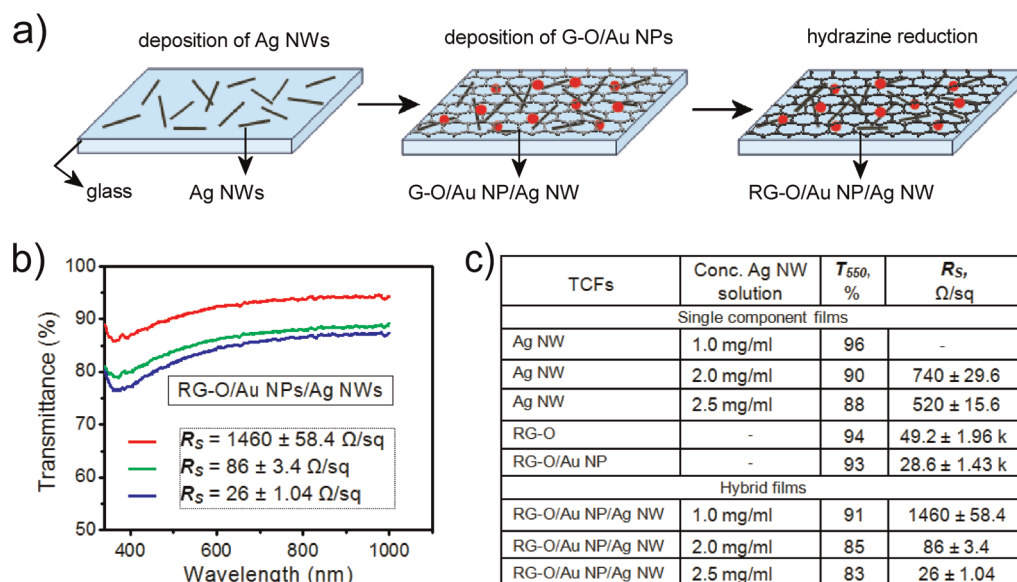 a)
deposition of Ag NWs
deposition of G-O/Au NPs
hydrazine reduction
glass
Ag NWs
G-O/Au NP/Ag NW
RG-O/Au NP/Ag NW
b)
100
90
80
70
60
50
Transmittance (%)
RG-O/Au NPs/Ag NWs
R_S = 1460 ± 58.4 Ω/sq
R_S = 86 ± 3.4 Ω/sq
R_S = 26 ± 1.04 Ω/sq
400 600 800 1000
Wavelength (nm)
c)
TCFs Conc. Ag NW solution T_550, % R_S, Ω/sq
Single component films
Ag NW 1.0 mg/ml 96 -
Ag NW 2.0 mg/ml 90 740 ± 29.6
Ag NW 2.5 mg/ml 88 520 ± 15.6
RG-O - 94 49.2 ± 1.96 k
RG-O/Au NP - 93 28.6 ± 1.43 k
Hybrid films
RG-O/Au NP/Ag NW 1.0 mg/ml 91 1460 ± 58.4
RG-O/Au NP/Ag NW 2.0 mg/ml 85 86 ± 3.4
RG-O/Au NP/Ag NW 2.5 mg/ml 83 26 ± 1.04